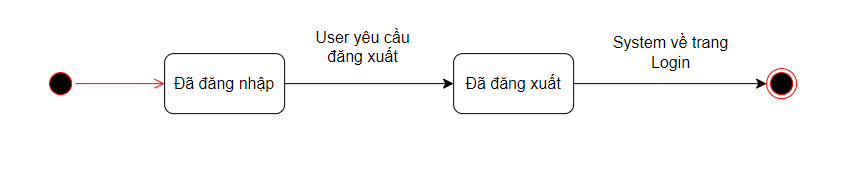 Đã đăng nhập
User yêu cầu
đăng xuất
Đã đăng xuất
System về trang
Login